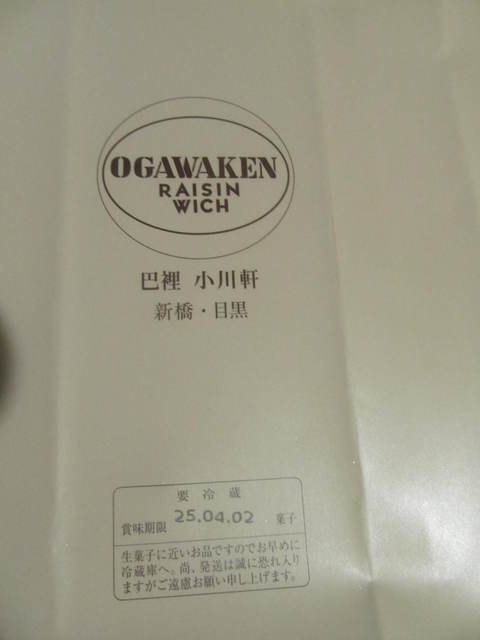 OGAWAKEN
RAISIN
WICH
巴裡 小川軒
新橋・目黒
要冷蔵
賞味期限 25.04.02 菓子
生菓子に近いお品ですのでお早めに
冷蔵庫へ。尚、発送は誠に恐れ入り
ますがご遠慮お願い申し上げます。